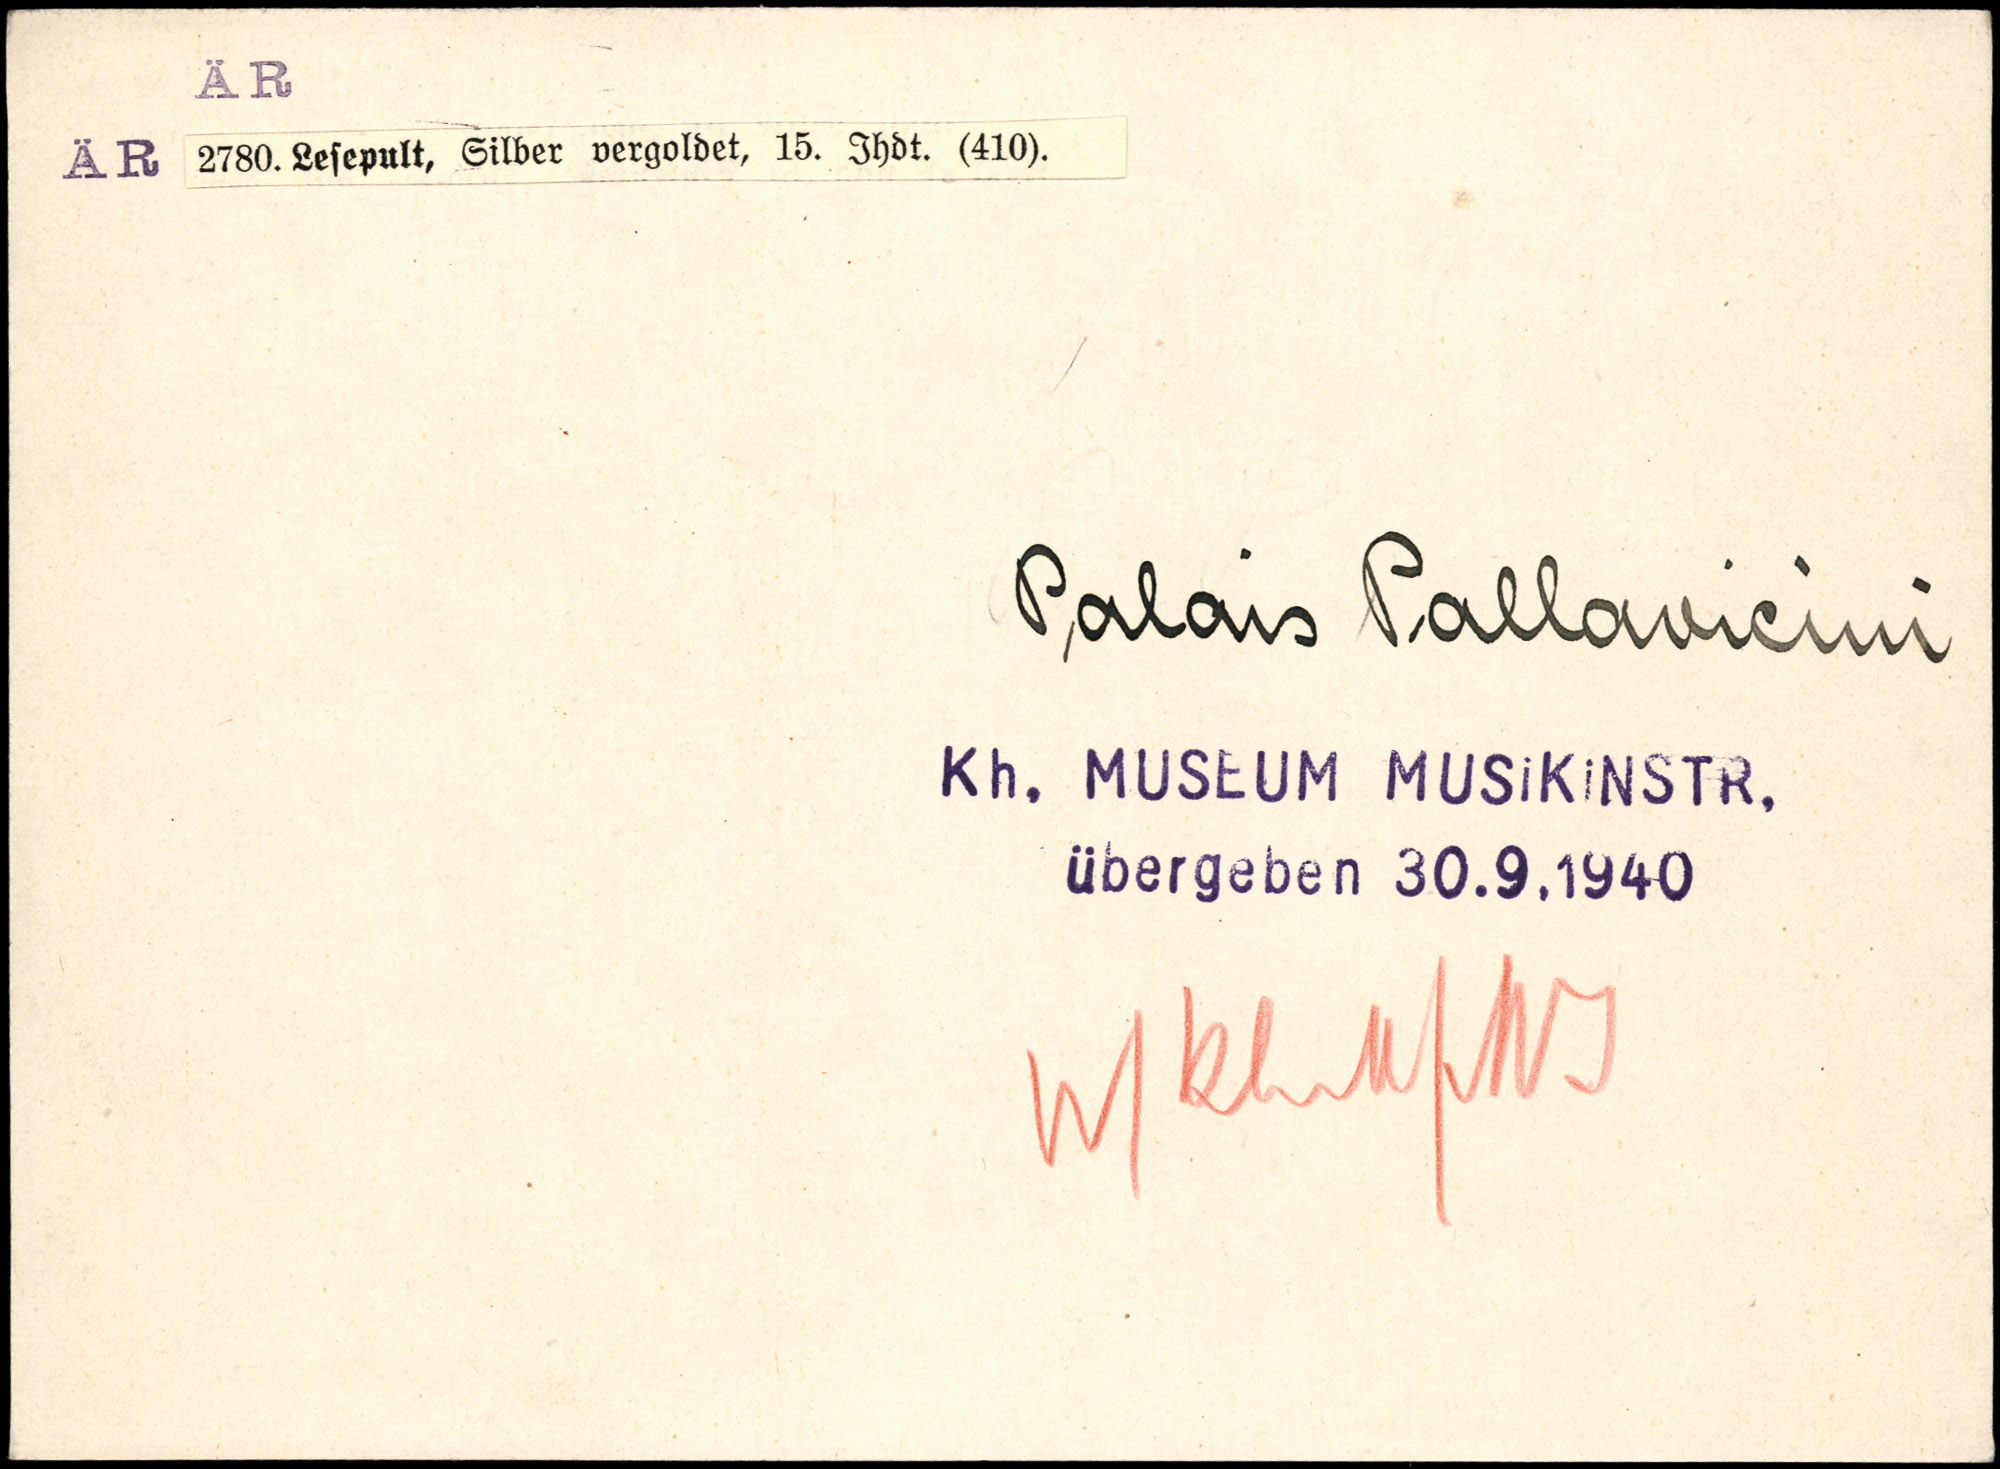 ÄR
ÄR 2780. Leſepult, Silber vergoldet, 15. Jhdt. (410).
Palais Pallavicini
Kh. MUSEUM MUSiKiNSTR.
übergeben 30.9.1940